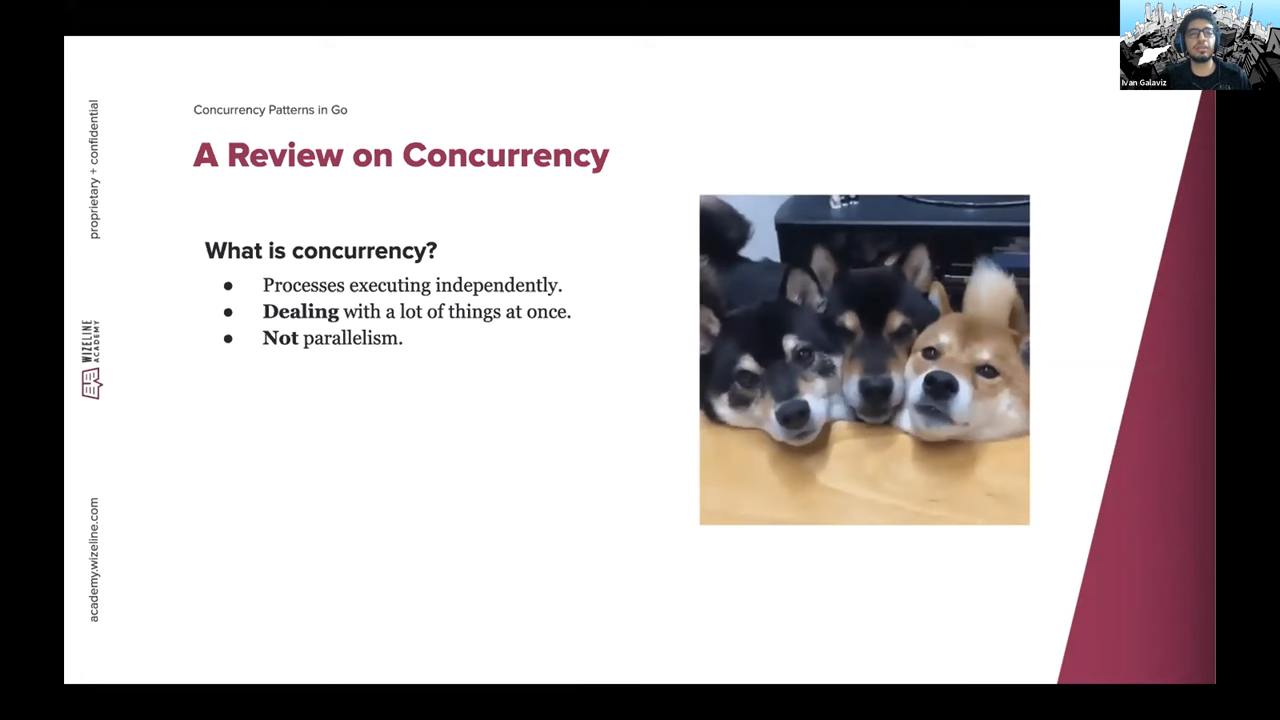 Ivan Galaviz
Concurrency Patterns in Go
A Review on Concurrency
What is concurrency?
● Processes executing independently.
● Dealing with a lot of things at once.
● Not parallelism.
proprietary + confidential
WIZELINE
ACADEMY
academy.wizeline.com